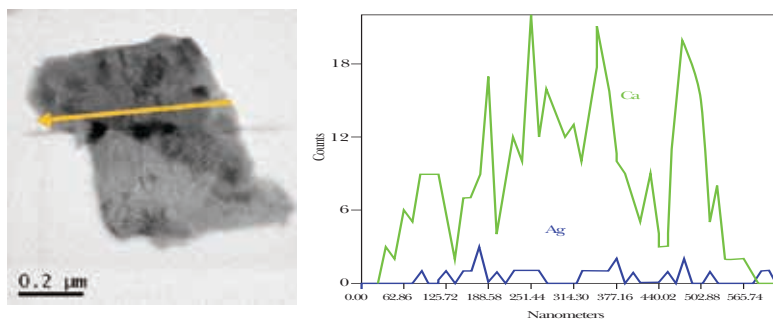 0.2 µm
18
12
6
0
Counts
Ca
Ag
0.00 62.86 125.72 188.58 251.44 314.30 377.16 440.02 502.88 565.74
Nanometers